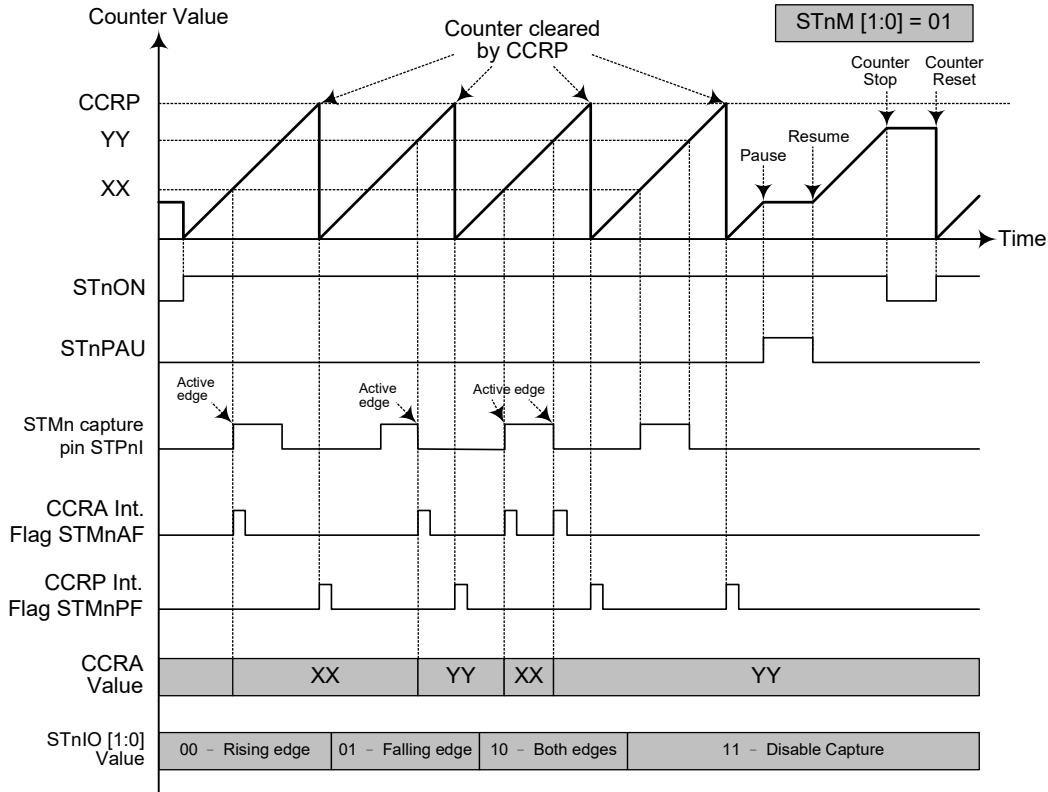 Counter Value
STnM [1:0] = 01
Counter cleared
by CCRP
Counter
Stop
Counter
Reset
CCRP
YY
Resume
Pause
XX
Time
STnON
STnPAU
Active
edge
Active
edge
Active edge
STMn capture
pin STPnI
CCRA Int.
Flag STMnAF
CCRP Int.
Flag STMnPF
CCRA
Value
XX
YY
XX
YY
STnIO [1:0]
Value
00 – Rising edge
01 – Falling edge
10 – Both edges
11 – Disable Capture